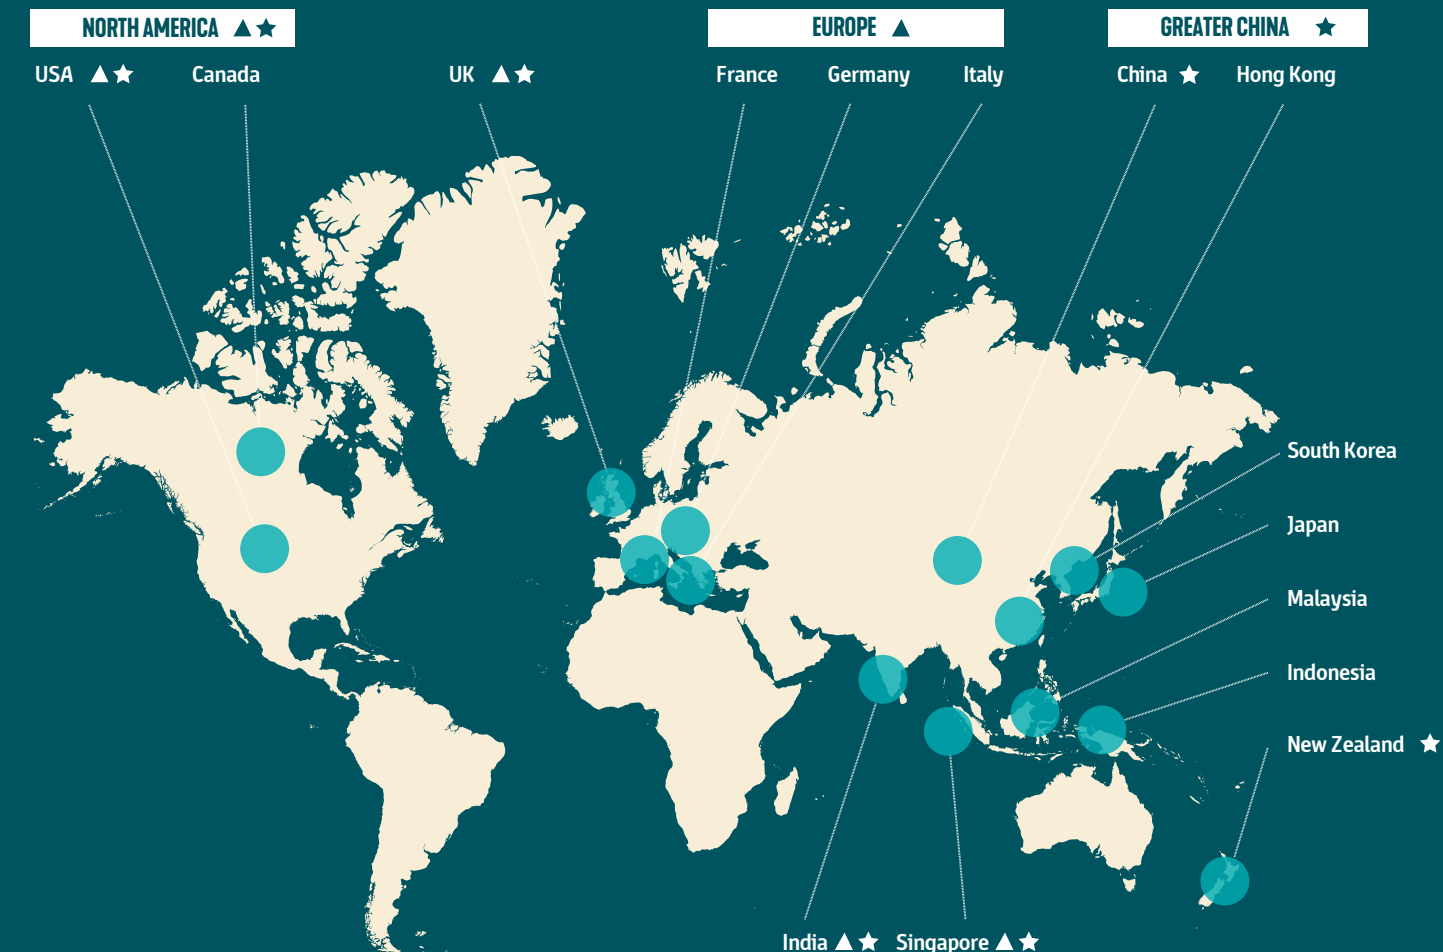 NORTH AMERICA ▲ ★
EUROPE ▲
GREATER CHINA ★
USA ▲ ★
Canada
UK ▲ ★
France
Germany
Italy
China ★
Hong Kong
South Korea
Japan
Malaysia
Indonesia
New Zealand ★
India ▲ ★
Singapore ▲ ★